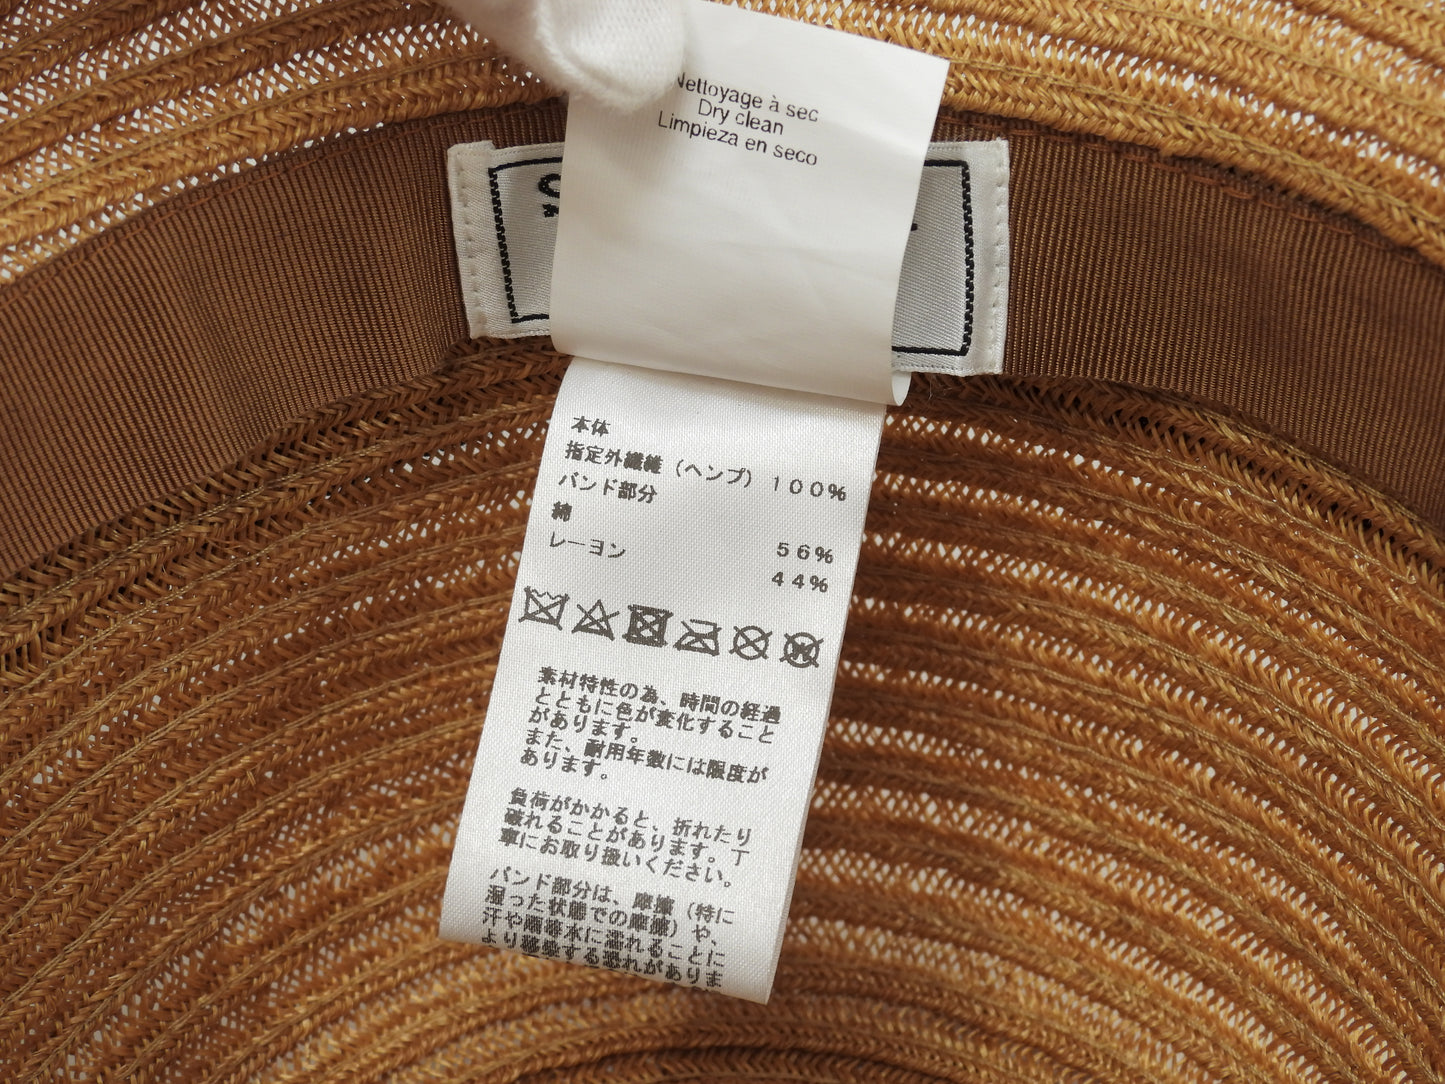 Nettoyage à sec
Dry clean
Limpieza en seco
本体
指定外繊維（ヘンプ）１００％
バンド部分
綿 ５６％
レーヨン ４４％
素材特性の為、時間の経過
とともに色が変化すること
があります。
また、耐用年数には限度が
あります。
負荷がかかると、折れたり
破れることがあります。丁
寧にお取り扱いください。
バンド部分は、摩擦（特に
湿った状態での摩擦）や、
汗や雨等水に濡れることに
より移染する恐れがありま